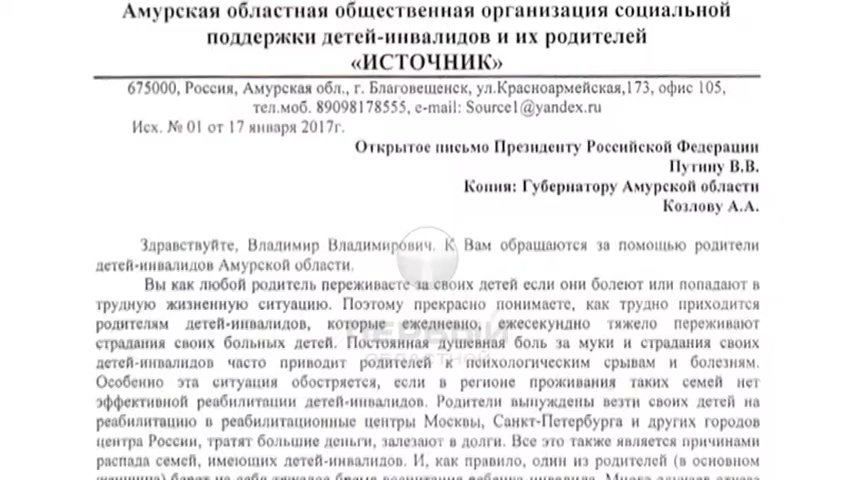 Амурская областная общественная организация социальной
поддержки детей-инвалидов и их родителей
«ИСТОЧНИК»
675000, Россия, Амурская обл., г. Благовещенск, ул.Красноармейская,173, офис 105,
тел.моб. 89098178555, e-mail: Source1@yandex.ru
Исх. № 01 от 17 января 2017г.
Открытое письмо Президенту Российской Федерации
Путину В.В.
Копия: Губернатору Амурской области
Козлову А.А.
Здравствуйте, Владимир Владимирович. К Вам обращаются за помощью родители
детей-инвалидов Амурской области.
Вы как любой родитель переживаете за своих детей если они болеют или попадают в
трудную жизненную ситуацию. Поэтому прекрасно понимаете, как трудно приходится
родителям детей-инвалидов, которые ежедневно, ежесекундно тяжело переживают
страдания своих больных детей. Постоянная душевная боль за муки и страдания своих
детей-инвалидов часто приводит родителей к психологическим срывам и болезням.
Особенно эта ситуация обостряется, если в регионе проживания таких семей нет
эффективной реабилитации детей-инвалидов. Родители вынуждены везти своих детей на
реабилитацию в реабилитационные центры Москвы, Санкт-Петербурга и других городов
центра России, тратят большие деньги, залезают в долги. Все это также является причинами
распада семей, имеющих детей-инвалидов. И, как правило, один из родителей (в основном
ПЕРВЫЙ
ОБЛАСТНОЙ